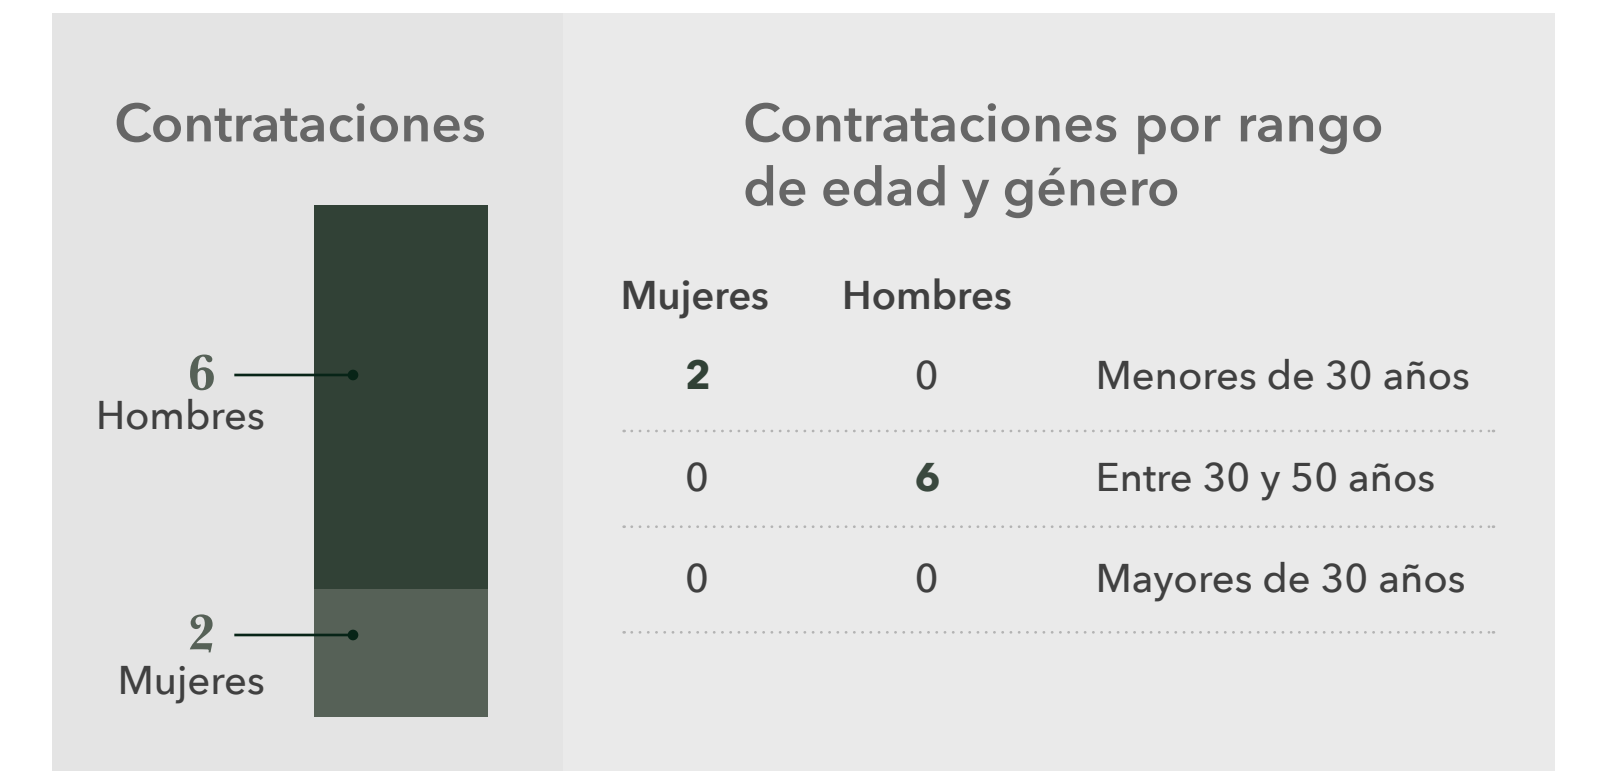 Contrataciones
6
Hombres
2
Mujeres
Contrataciones por rango
de edad y género
Mujeres Hombres
2 0 Menores de 30 años
0 6 Entre 30 y 50 años
0 0 Mayores de 30 años